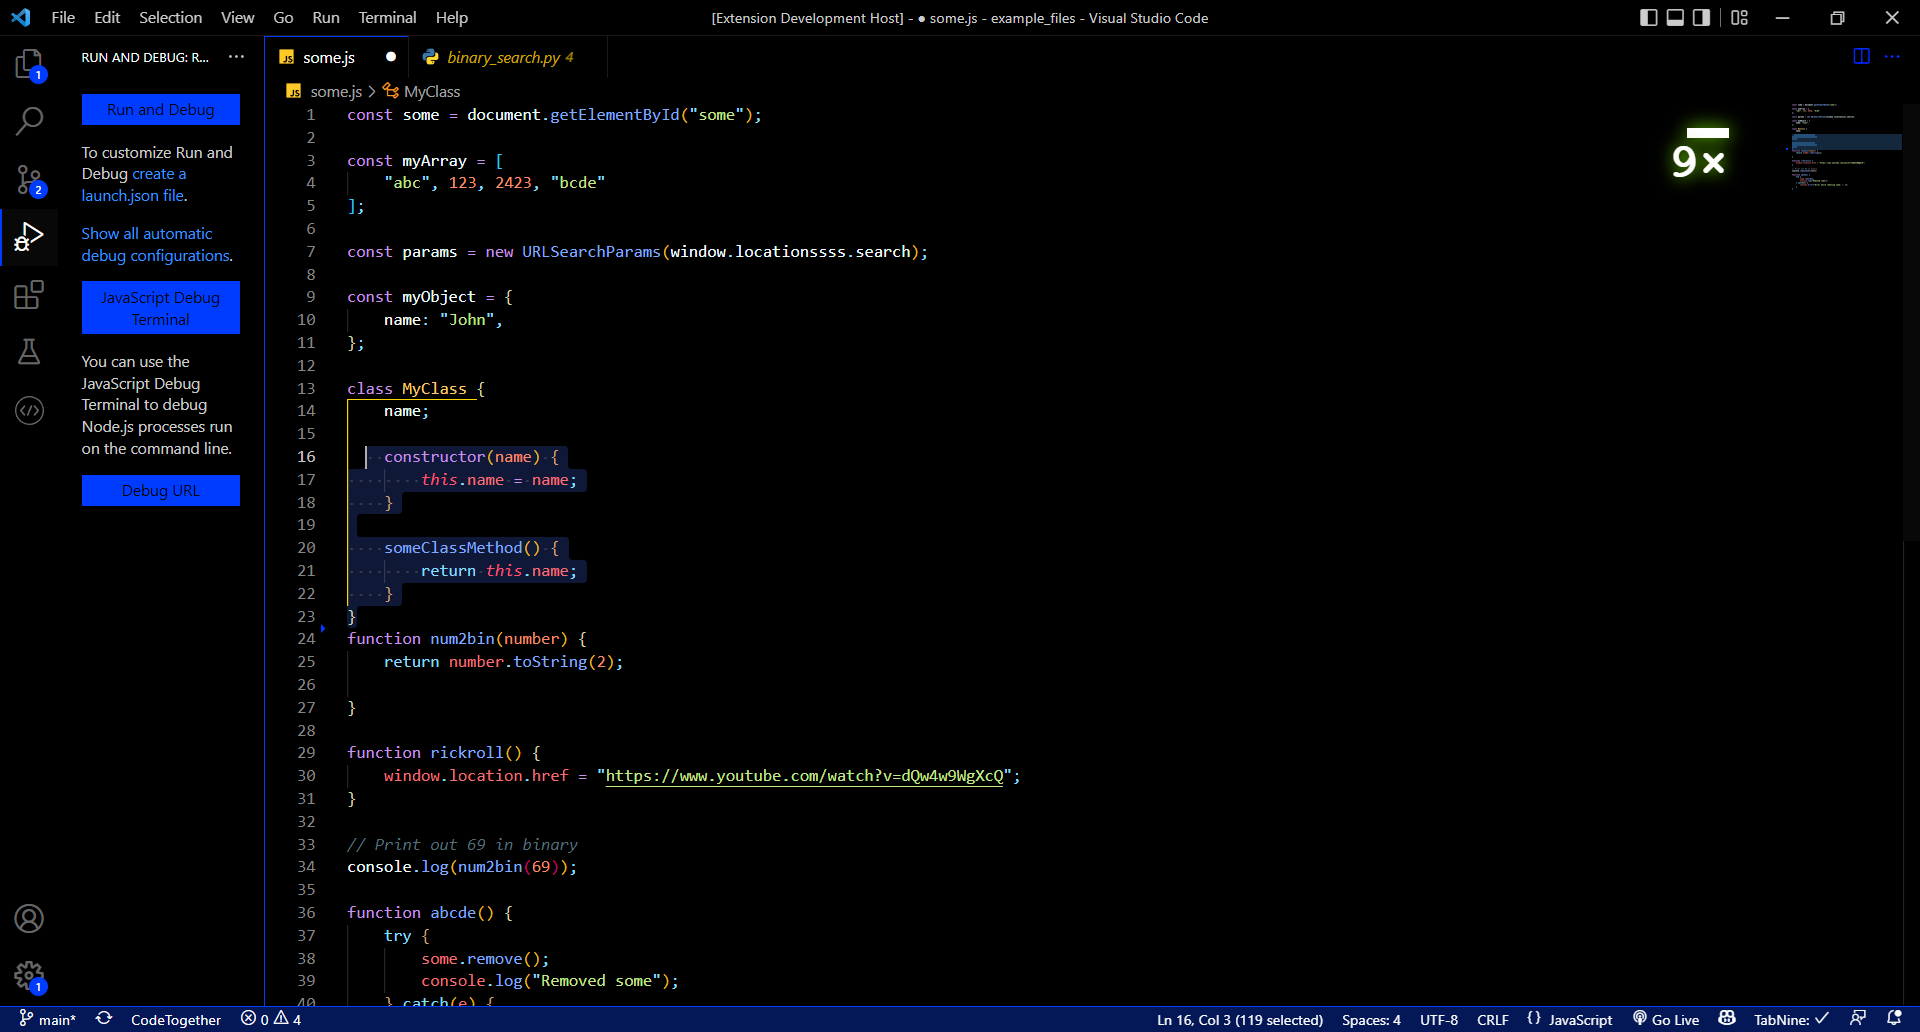 File Edit Selection View Go Run Terminal Help
[Extension Development Host] - ● some.js - example_files - Visual Studio Code
RUN AND DEBUG: R... ···
Run and Debug
To customize Run and
Debug create a
launch.json file.
Show all automatic
debug configurations.
JavaScript Debug
Terminal
You can use the
JavaScript Debug
Terminal to debug
Node.js processes run
on the command line.
Debug URL
1
2
1
JS some.js ●
binary_search.py 4
JS some.js > MyClass
1 const some = document.getElementById("some");
2
3 const myArray = [
4     "abc", 123, 2423, "bcde"
5 ];
6
7 const params = new URLSearchParams(window.locationssss.search);
8
9 const myObject = {
10     name: "John",
11 };
12
13 class MyClass {
14     name;
15
16     constructor(name) {
17         this.name = name;
18     }
19
20     someClassMethod() {
21         return this.name;
22     }
23 }
24 function num2bin(number) {
25     return number.toString(2);
26
27 }
28
29 function rickroll() {
30     window.location.href = "https://www.youtube.com/watch?v=dQw4w9WgXcQ";
31 }
32
33 // Print out 69 in binary
34 console.log(num2bin(69));
35
36 function abcde() {
37     try {
38         some.remove();
39         console.log("Removed some");
40     } catch(e) {
9×
main* CodeTogether 0 4
Ln 16, Col 3 (119 selected) Spaces: 4 UTF-8 CRLF {} JavaScript Go Live TabNine: ✓